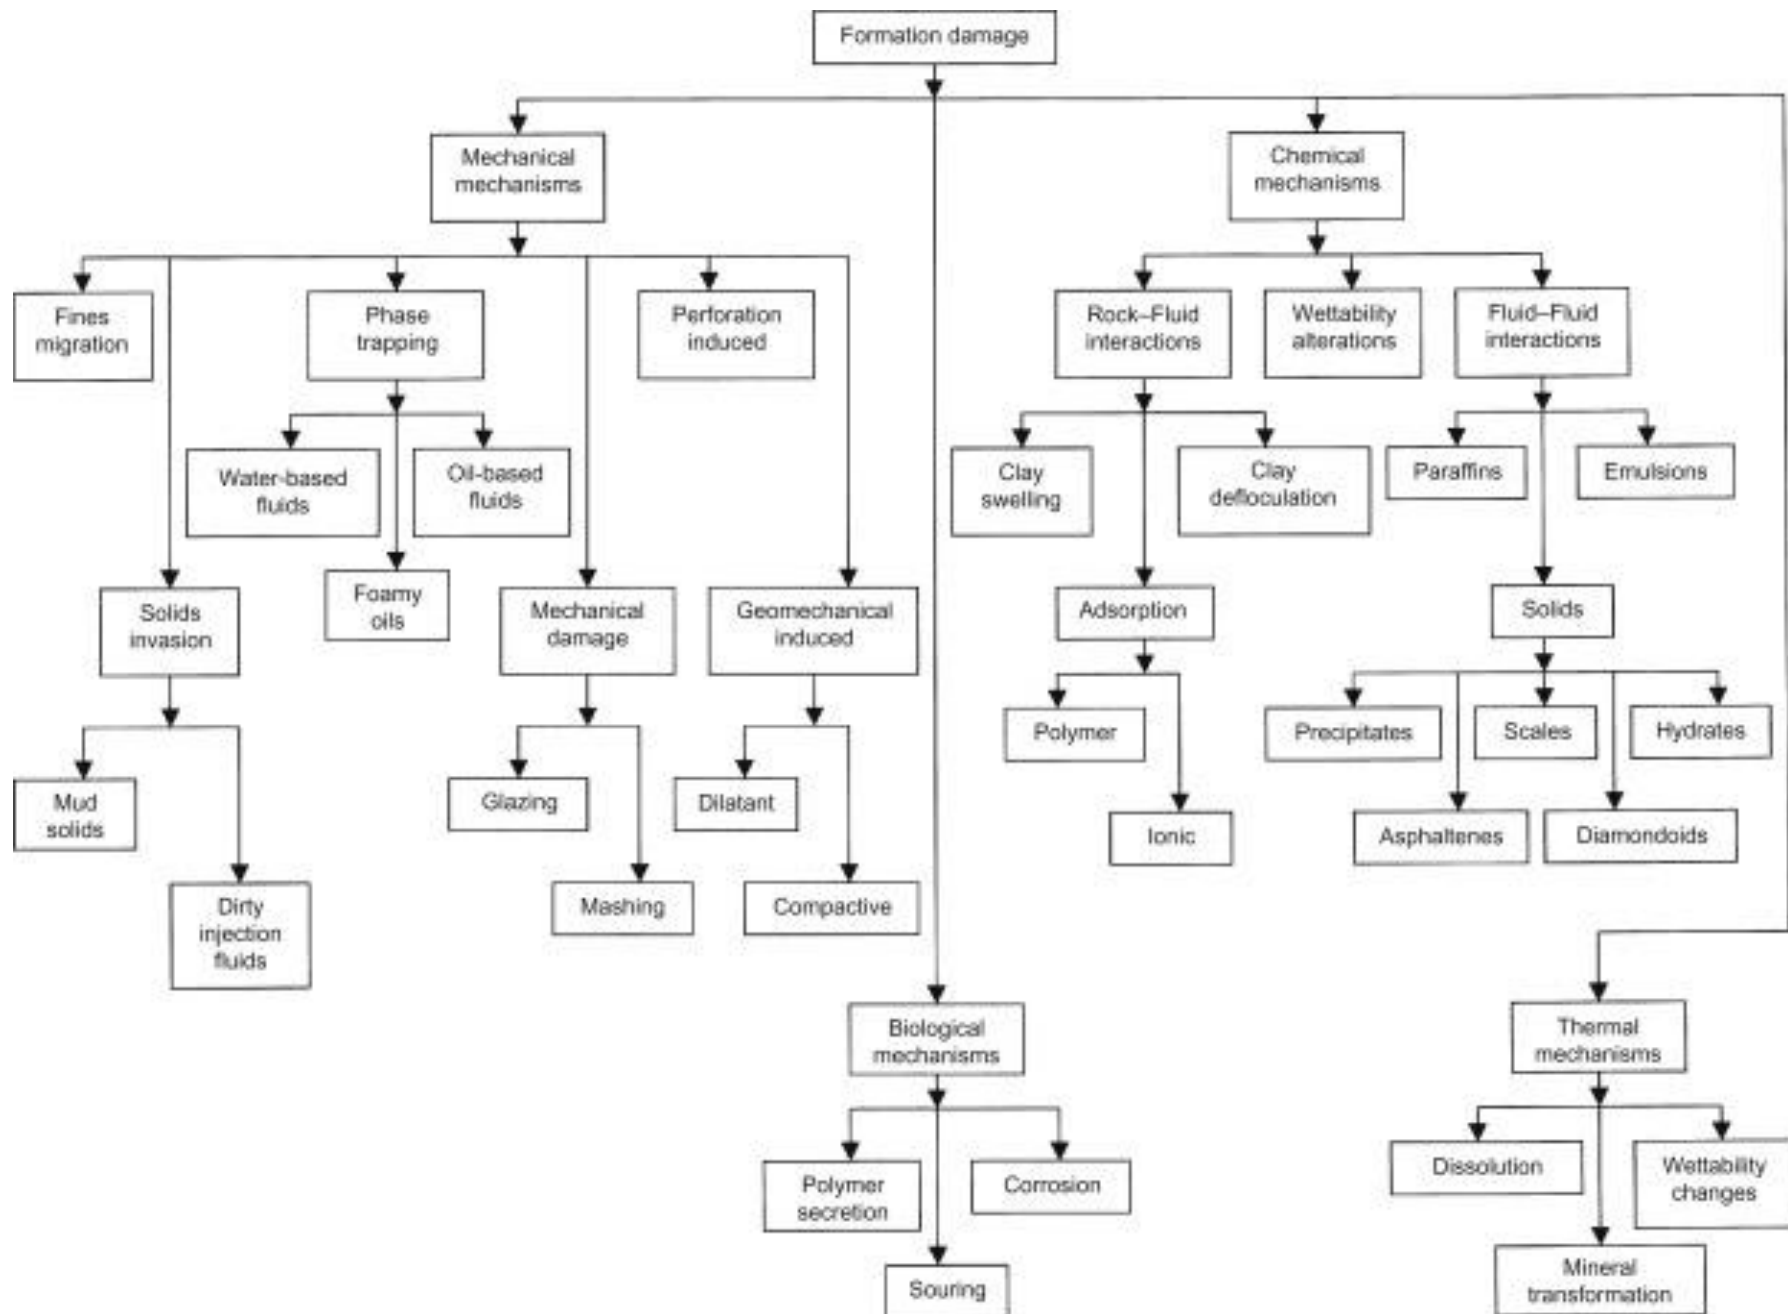 Formation damage
Mechanical
mechanisms
Chemical
mechanisms
Fines
migration
Phase
trapping
Perforation
induced
Rock–Fluid
interactions
Wettability
alterations
Fluid–Fluid
interactions
Water-based
fluids
Oil-based
fluids
Clay
swelling
Clay
defloculation
Paraffins
Emulsions
Solids
invasion
Foamy
oils
Mechanical
damage
Geomechanical
induced
Adsorption
Solids
Polymer
Precipitates
Scales
Hydrates
Mud
solids
Glazing
Dilatant
Ionic
Asphaltenes
Diamondoids
Dirty
injection
fluids
Mashing
Compactive
Biological
mechanisms
Thermal
mechanisms
Polymer
secretion
Corrosion
Dissolution
Wettability
changes
Souring
Mineral
transformation